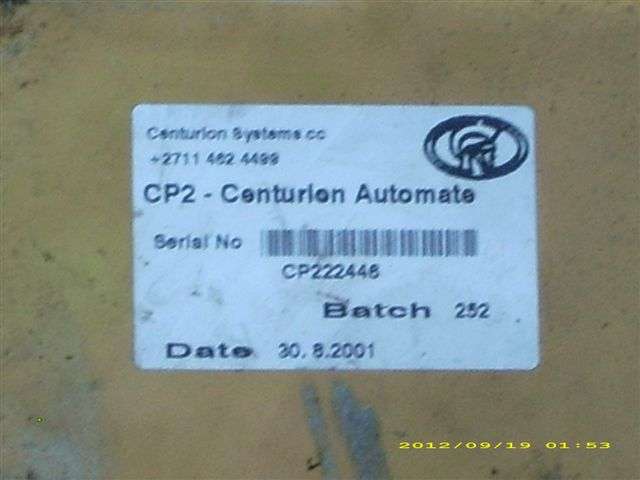 Centurion Systems cc
+2711 462 4499
CP2 - Centurion Automate
Serial No
CP222448
Batch 252
Date 30. 8.2001
2012/09/19 01:53